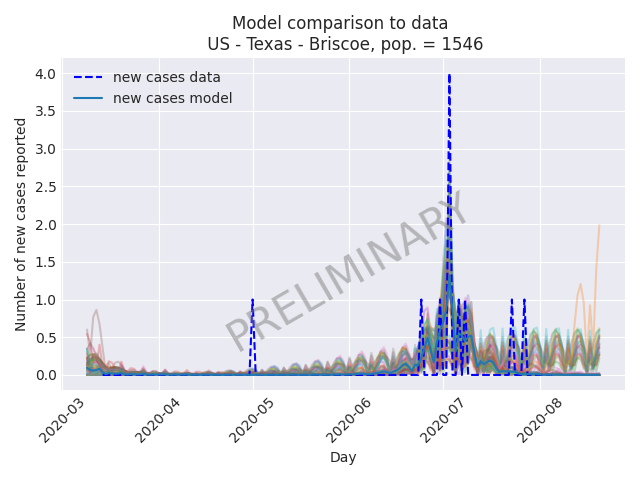 Model comparison to data
US - Texas - Briscoe, pop. = 1546
new cases data
new cases model
PRELIMINARY
Number of new cases reported
4.0
3.5
3.0
2.5
2.0
1.5
1.0
0.5
0.0
2020-03
2020-04
2020-05
2020-06
2020-07
2020-08
Day